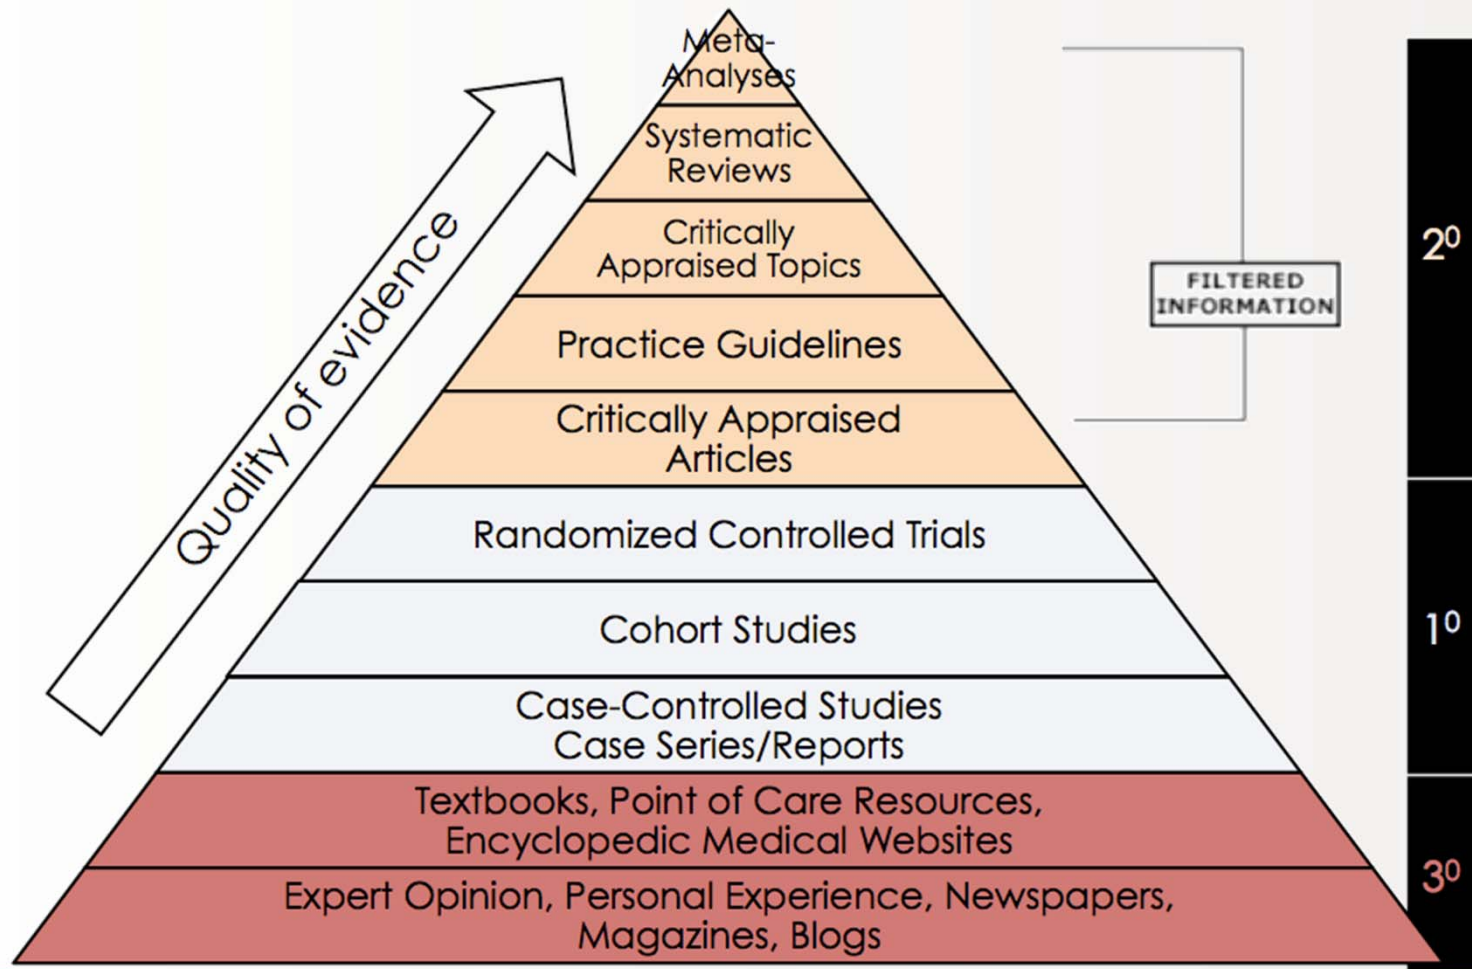 Meta-
Analyses
Systematic
Reviews
Critically
Appraised Topics
Practice Guidelines
Critically Appraised
Articles
Randomized Controlled Trials
Cohort Studies
Case-Controlled Studies
Case Series/Reports
Textbooks, Point of Care Resources,
Encyclopedic Medical Websites
Expert Opinion, Personal Experience, Newspapers,
Magazines, Blogs
Quality of evidence
FILTERED
INFORMATION
2⁰
1⁰
3⁰